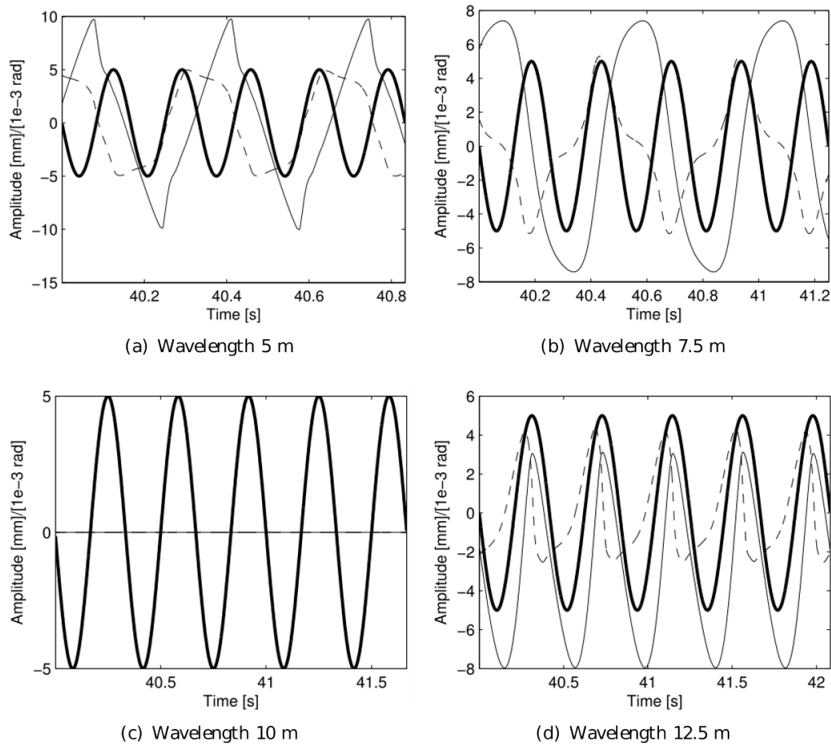 10
5
0
−5
−10
−15
Amplitude [mm]/[1e−3 rad]
40.2 40.4 40.6 40.8
Time [s]
(a) Wavelength 5 m
8
6
4
2
0
−2
−4
−6
−8
Amplitude [mm]/[1e−3 rad]
40.2 40.4 40.6 40.8 41 41.2
Time [s]
(b) Wavelength 7.5 m
5
0
−5
Amplitude [mm]/[1e−3 rad]
40.5 41 41.5
Time [s]
(c) Wavelength 10 m
6
4
2
0
−2
−4
−6
−8
Amplitude [mm]/[1e−3 rad]
40.5 41 41.5 42
Time [s]
(d) Wavelength 12.5 m